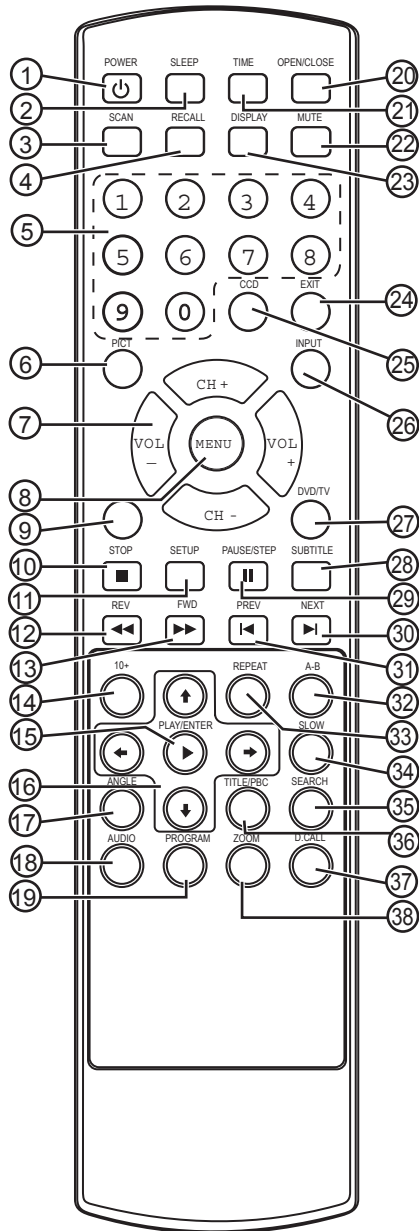 POWER SLEEP TIME OPEN/CLOSE
1 20
2 21
SCAN RECALL DISPLAY MUTE
3 22
4 23
1 2 3 4
5
5 6 7 8
CCD EXIT
9 0 24
25
PICT INPUT
6 CH + 26
7
VOL – MENU VOL +
8
DVD/TV
9 CH - 27
STOP SETUP PAUSE/STEP SUBTITLE
10 28
11 29
REV FWD PREV NEXT
12 30
13 31
10+ REPEAT A-B
14 32
15 PLAY/ENTER SLOW 33
16 34
ANGLE TITLE/PBC SEARCH
17 35
36
AUDIO PROGRAM ZOOM D.CALL
18 37
19 38